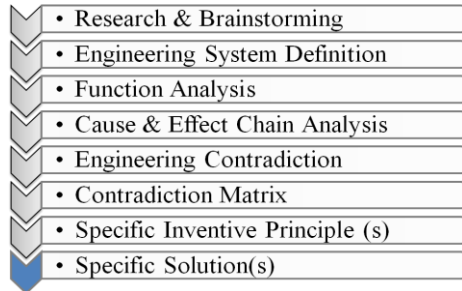 • Research & Brainstorming
• Engineering System Definition
• Function Analysis
• Cause & Effect Chain Analysis
• Engineering Contradiction
• Contradiction Matrix
• Specific Inventive Principle (s)
• Specific Solution(s)